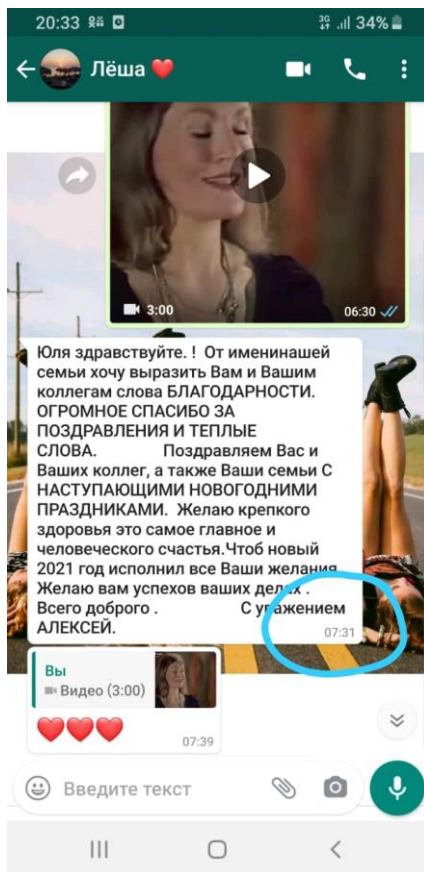 20:33 3G 34%
Лёша ❤️
3:00 06:30
Юля здравствуйте. ! От именинашей
семьи хочу выразить Вам и Вашим
коллегам слова БЛАГОДАРНОСТИ.
ОГРОМНОЕ СПАСИБО ЗА
ПОЗДРАВЛЕНИЯ И ТЕПЛЫЕ
СЛОВА. Поздравляем Вас и
Ваших коллег, а также Ваши семьи С
НАСТУПАЮЩИМИ НОВОГОДНИМИ
ПРАЗДНИКАМИ. Желаю крепкого
здоровья это самое главное и
человеческого счастья.Чтоб новый
2021 год исполнил все Ваши желания
Желаю вам успехов ваших делах .
Всего доброго . С уважением
АЛЕКСЕЙ.
07:31
Вы
Видео (3:00)
❤️❤️❤️
07:39
Введите текст